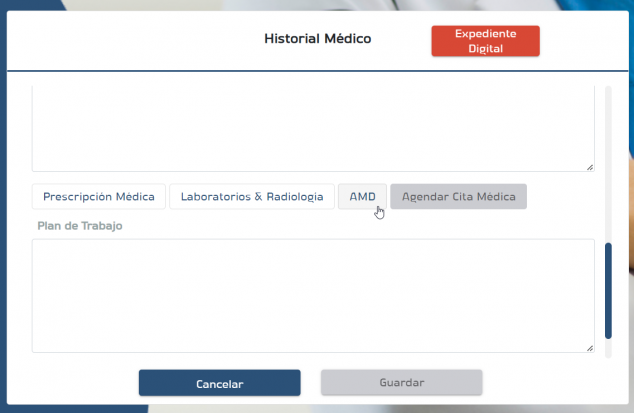 Historial Médico
Expediente
Digital
Prescripción Médica
Laboratorios & Radiologia
AMD
Agendar Cita Médica
Plan de Trabajo
Cancelar
Guardar